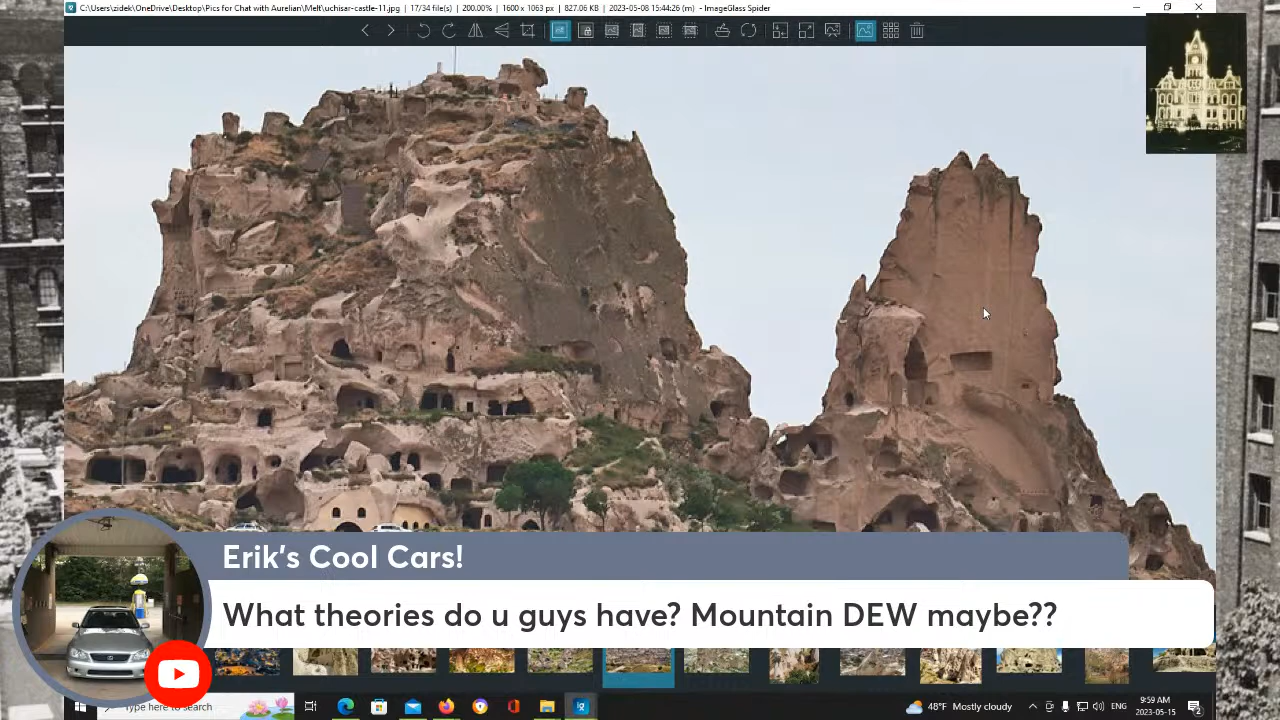 C:\Users\zidek\OneDrive\Desktop\Pics for Chat with Aurelian\Melt\uchisar-castle-11.jpg | 17/34 file(s) | 200.00% | 1600 x 1063 px | 827.06 KB | 2023-05-08 15:44:26 (m) - ImageGlass Spider
Erik's Cool Cars!
What theories do u guys have? Mountain DEW maybe??
Type here to search
48°F Mostly cloudy
ENG
9:59 AM
2023-05-15